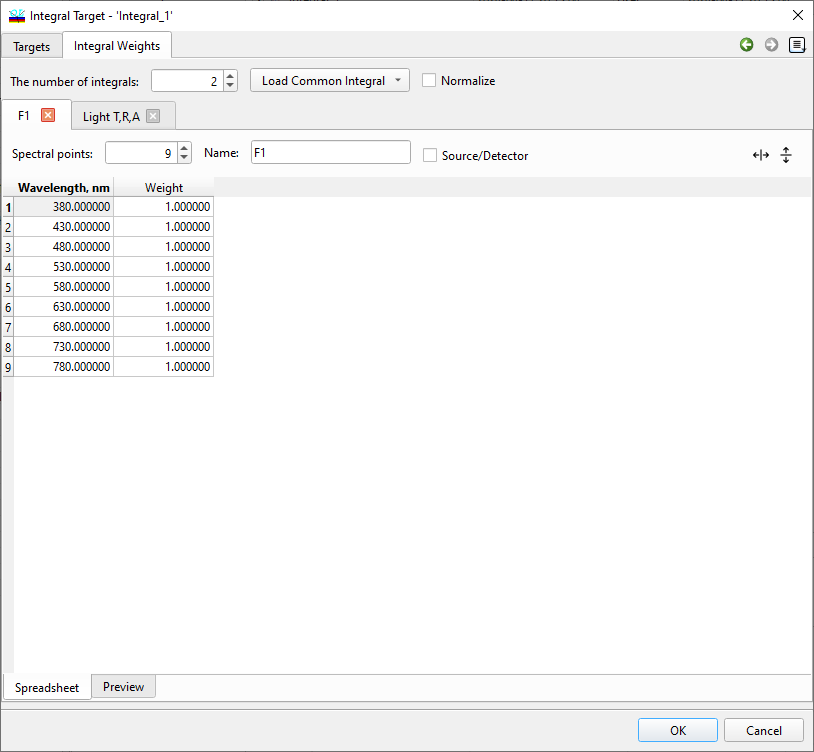 Integral Target - 'Integral_1'
Targets Integral Weights
The number of integrals: 2 Load Common Integral Normalize
F1 Light T,R,A
Spectral points: 9 Name: F1 Source/Detector
Wavelength, nm Weight
1 380.000000 1.000000
2 430.000000 1.000000
3 480.000000 1.000000
4 530.000000 1.000000
5 580.000000 1.000000
6 630.000000 1.000000
7 680.000000 1.000000
8 730.000000 1.000000
9 780.000000 1.000000
Spreadsheet Preview
OK Cancel